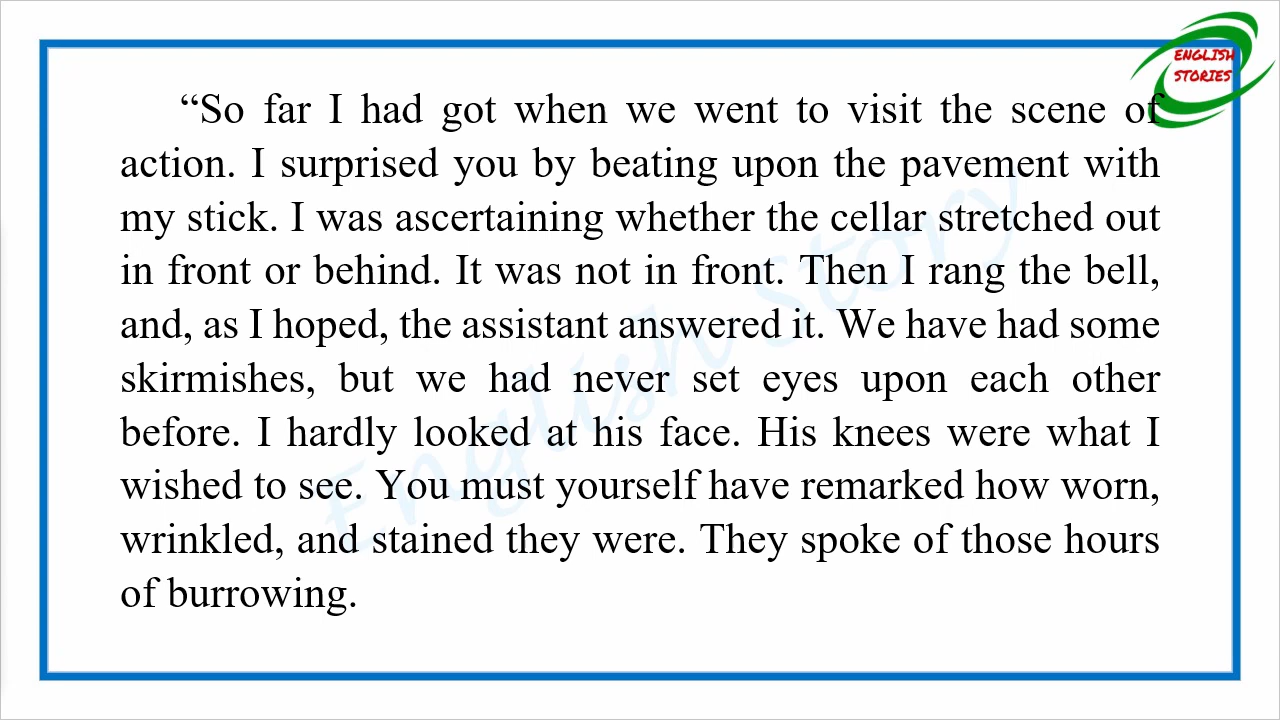 ENGLISH
STORIES
“So far I had got when we went to visit the scene of
action. I surprised you by beating upon the pavement with
my stick. I was ascertaining whether the cellar stretched out
in front or behind. It was not in front. Then I rang the bell,
and, as I hoped, the assistant answered it. We have had some
skirmishes, but we had never set eyes upon each other
before. I hardly looked at his face. His knees were what I
wished to see. You must yourself have remarked how worn,
wrinkled, and stained they were. They spoke of those hours
of burrowing.
English Story